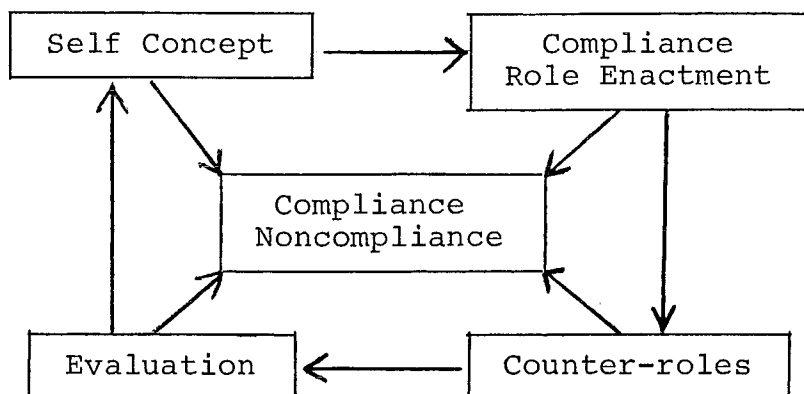 Self Concept
Compliance
Role Enactment
Compliance
Noncompliance
Evaluation
Counter-roles